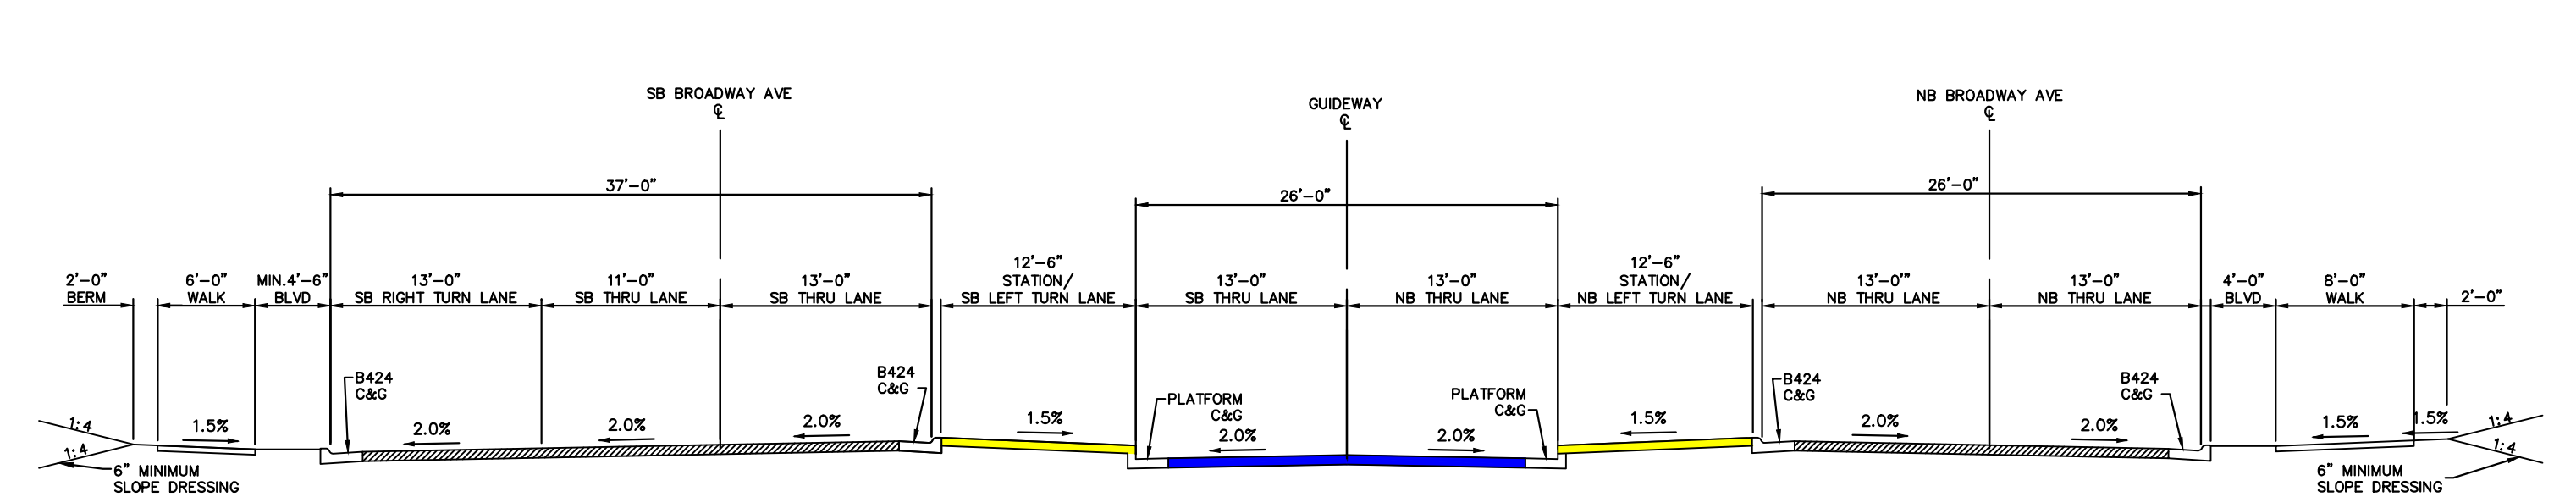 SB BROADWAY AVE
℄
GUIDEWAY
℄
NB BROADWAY AVE
℄
37'-0"
26'-0"
26'-0"
2'-0"
BERM
6'-0"
WALK
MIN.4'-6"
BLVD
13'-0"
SB RIGHT TURN LANE
11'-0"
SB THRU LANE
13'-0"
SB THRU LANE
12'-6"
STATION/
SB LEFT TURN LANE
13'-0"
SB THRU LANE
13'-0"
NB THRU LANE
12'-6"
STATION/
NB LEFT TURN LANE
13'-0'"
NB THRU LANE
13'-0"
NB THRU LANE
4'-0"
BLVD
8'-0"
WALK
2'-0"
B424
C&G
B424
C&G
PLATFORM
C&G
PLATFORM
C&G
B424
C&G
B424
C&G
1:4
1:4
1.5%
2.0%
2.0%
2.0%
1.5%
2.0%
2.0%
1.5%
2.0%
2.0%
1.5%
1.5%
1:4
1:4
6" MINIMUM
SLOPE DRESSING
6" MINIMUM
SLOPE DRESSING